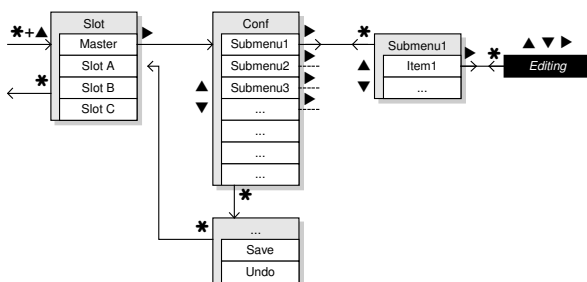 Slot
Master
Slot A
Slot B
Slot C
Conf
Submenu1
Submenu2
Submenu3
...
...
...
...
Submenu1
Item1
...
Editing
...
Save
Undo
*+▲